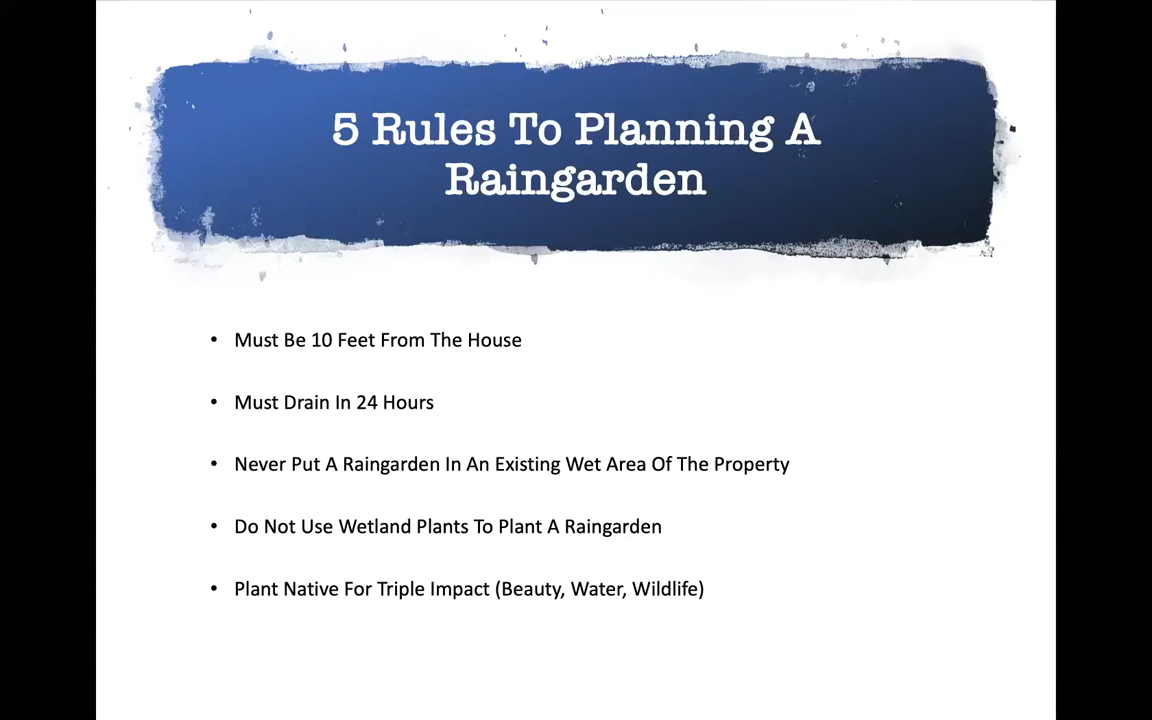 5 Rules To Planning A
Raingarden
• Must Be 10 Feet From The House
• Must Drain In 24 Hours
• Never Put A Raingarden In An Existing Wet Area Of The Property
• Do Not Use Wetland Plants To Plant A Raingarden
• Plant Native For Triple Impact (Beauty, Water, Wildlife)